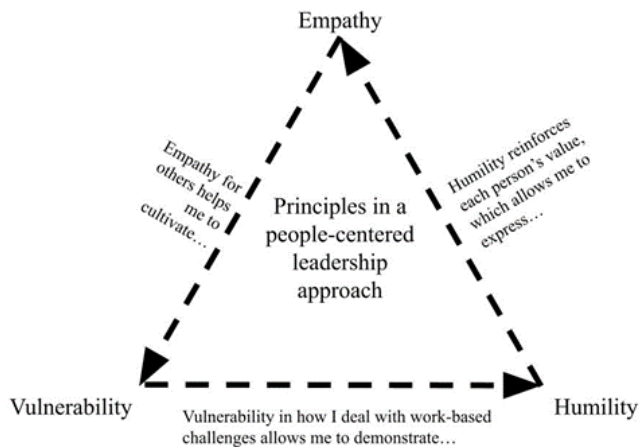 Empathy
Empathy for
others helps
me to
cultivate…
Humility reinforces
each person's value,
which allows me to
express…
Principles in a
people-centered
leadership
approach
Vulnerability
Humility
Vulnerability in how I deal with work-based
challenges allows me to demonstrate…